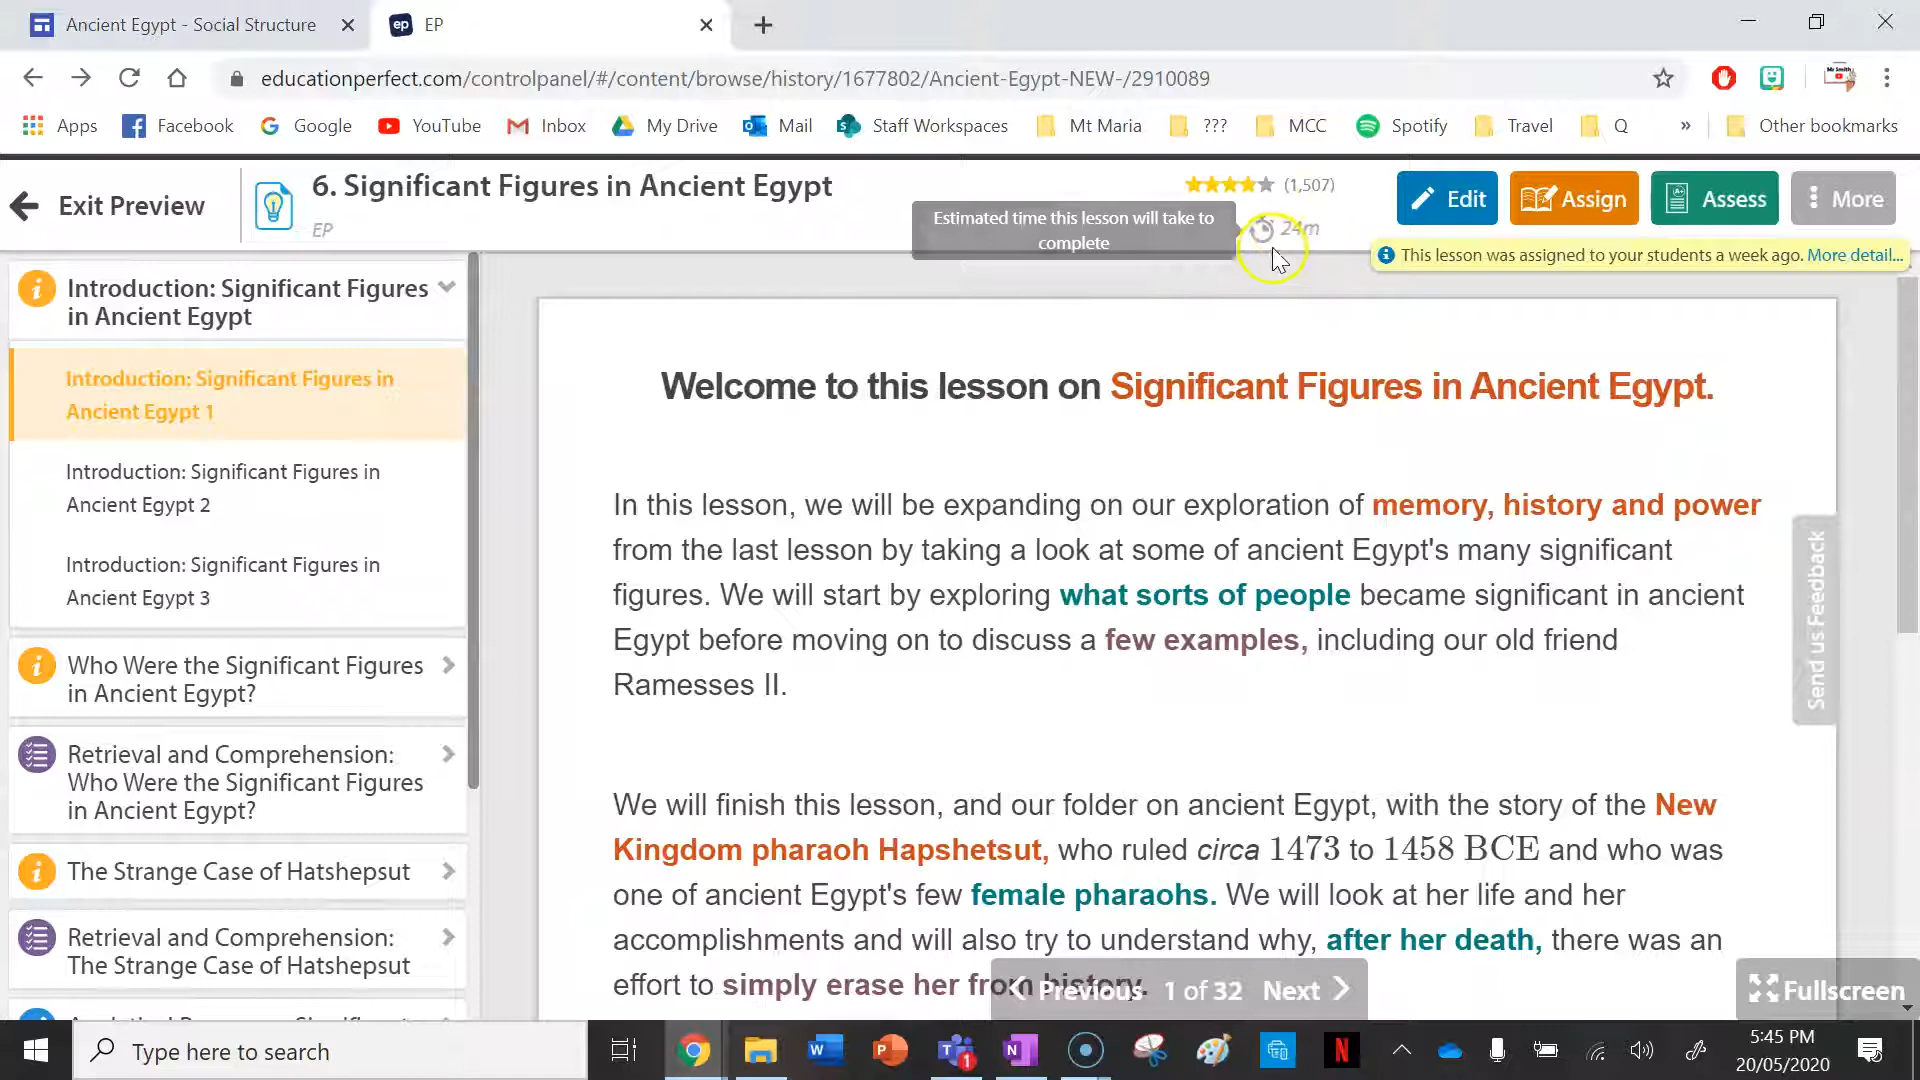 Ancient Egypt - Social Structure
EP
educationperfect.com/controlpanel/#/content/browse/history/1677802/Ancient-Egypt-NEW-/2910089
Apps Facebook Google YouTube Inbox My Drive Mail Staff Workspaces Mt Maria ??? MCC Spotify Travel Q » Other bookmarks
Exit Preview
6. Significant Figures in Ancient Egypt
EP
(1,507)
Estimated time this lesson will take to
complete
24m
Edit Assign Assess More
This lesson was assigned to your students a week ago. More detail...
Introduction: Significant Figures
in Ancient Egypt
Introduction: Significant Figures in
Ancient Egypt 1
Introduction: Significant Figures in
Ancient Egypt 2
Introduction: Significant Figures in
Ancient Egypt 3
Who Were the Significant Figures
in Ancient Egypt?
Retrieval and Comprehension:
Who Were the Significant Figures
in Ancient Egypt?
The Strange Case of Hatshepsut
Retrieval and Comprehension:
The Strange Case of Hatshepsut
Welcome to this lesson on Significant Figures in Ancient Egypt.
In this lesson, we will be expanding on our exploration of memory, history and power
from the last lesson by taking a look at some of ancient Egypt's many significant
figures. We will start by exploring what sorts of people became significant in ancient
Egypt before moving on to discuss a few examples, including our old friend
Ramesses II.
We will finish this lesson, and our folder on ancient Egypt, with the story of the New
Kingdom pharaoh Hapshetsut, who ruled circa 1473 to 1458 BCE and who was
one of ancient Egypt's few female pharaohs. We will look at her life and her
accomplishments and will also try to understand why, after her death, there was an
effort to simply erase her from history.
Previous 1 of 32 Next
Send us Feedback
Fullscreen
Type here to search
1
5:45 PM
20/05/2020